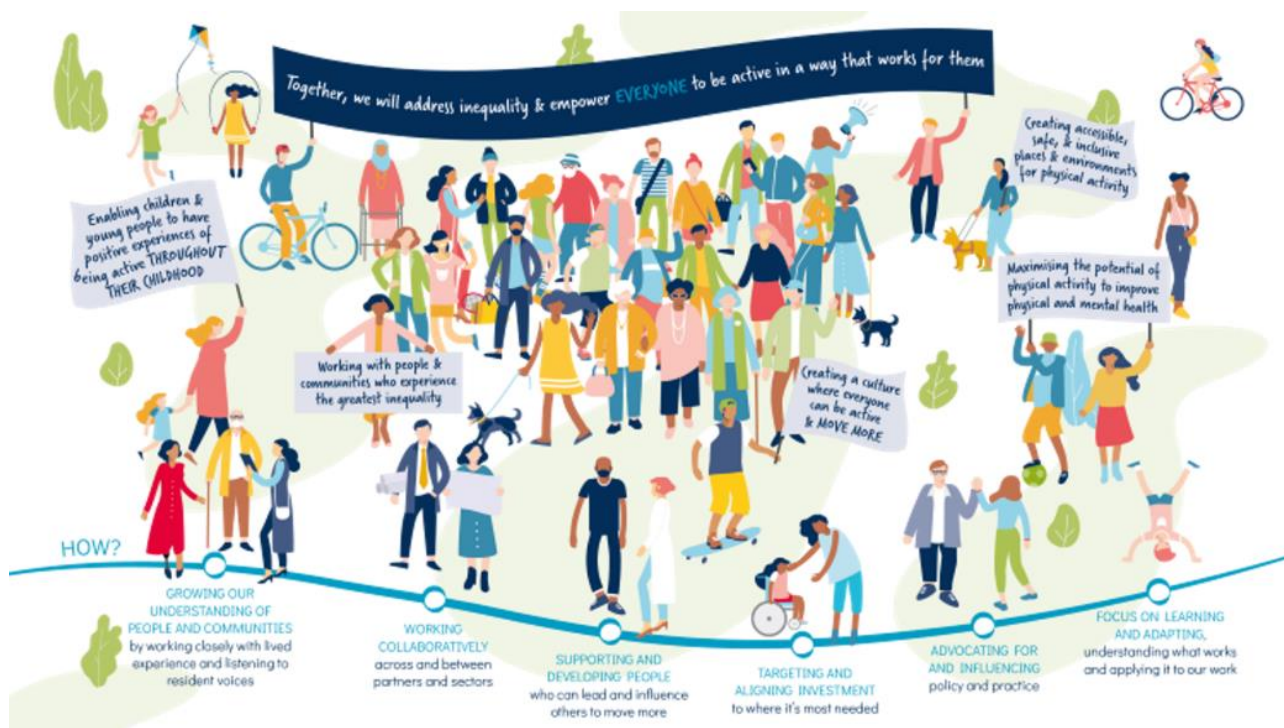 Together, we will address inequality & empower EVERYONE to be active in a way that works for them
Creating accessible,
safe, & inclusive
places & environments
for physical activity
Enabling children &
young people to have
positive experiences of
being active THROUGHOUT
THEIR CHILDHOOD
Maximising the potential of
physical activity to improve
physical and mental health
Working with people &
communities who experience
the greatest inequality
Creating a culture
where everyone
can be active
& MOVE MORE
HOW?
GROWING OUR
UNDERSTANDING OF
PEOPLE AND COMMUNITIES
by working closely with lived
experience and listening to
resident voices
WORKING
COLLABORATIVELY
across and between
partners and sectors
SUPPORTING AND
DEVELOPING PEOPLE
who can lead and influence
others to move more
TARGETING AND
ALIGNING INVESTMENT
to where it's most needed
ADVOCATING FOR
AND INFLUENCING
policy and practice
FOCUS ON LEARNING
AND ADAPTING,
understanding what works
and applying it to our work